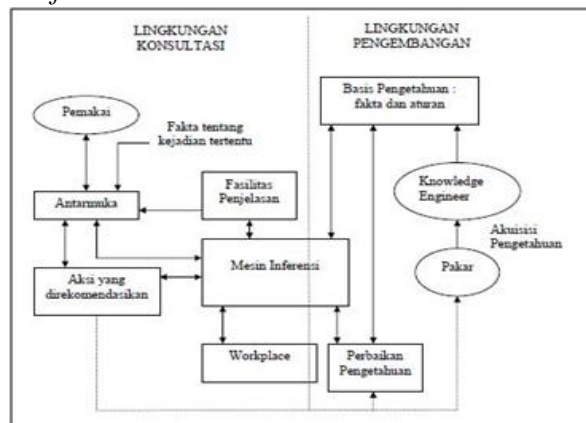 LINGKUNGAN
KONSULTASI
LINGKUNGAN
PENGEMBANGAN
Pemakai
Fakta tentang
kejadian tertentu
Basis Pengetahuan :
fakta dan aturan
Antarmuka
Fasilitas
Penjelasan
Knowledge
Engineer
Akuisisi
Pengetahuan
Aksi yang
direkomendasikan
Mesin Inferensi
Pakar
Workplace
Perbaikan
Pengetahuan